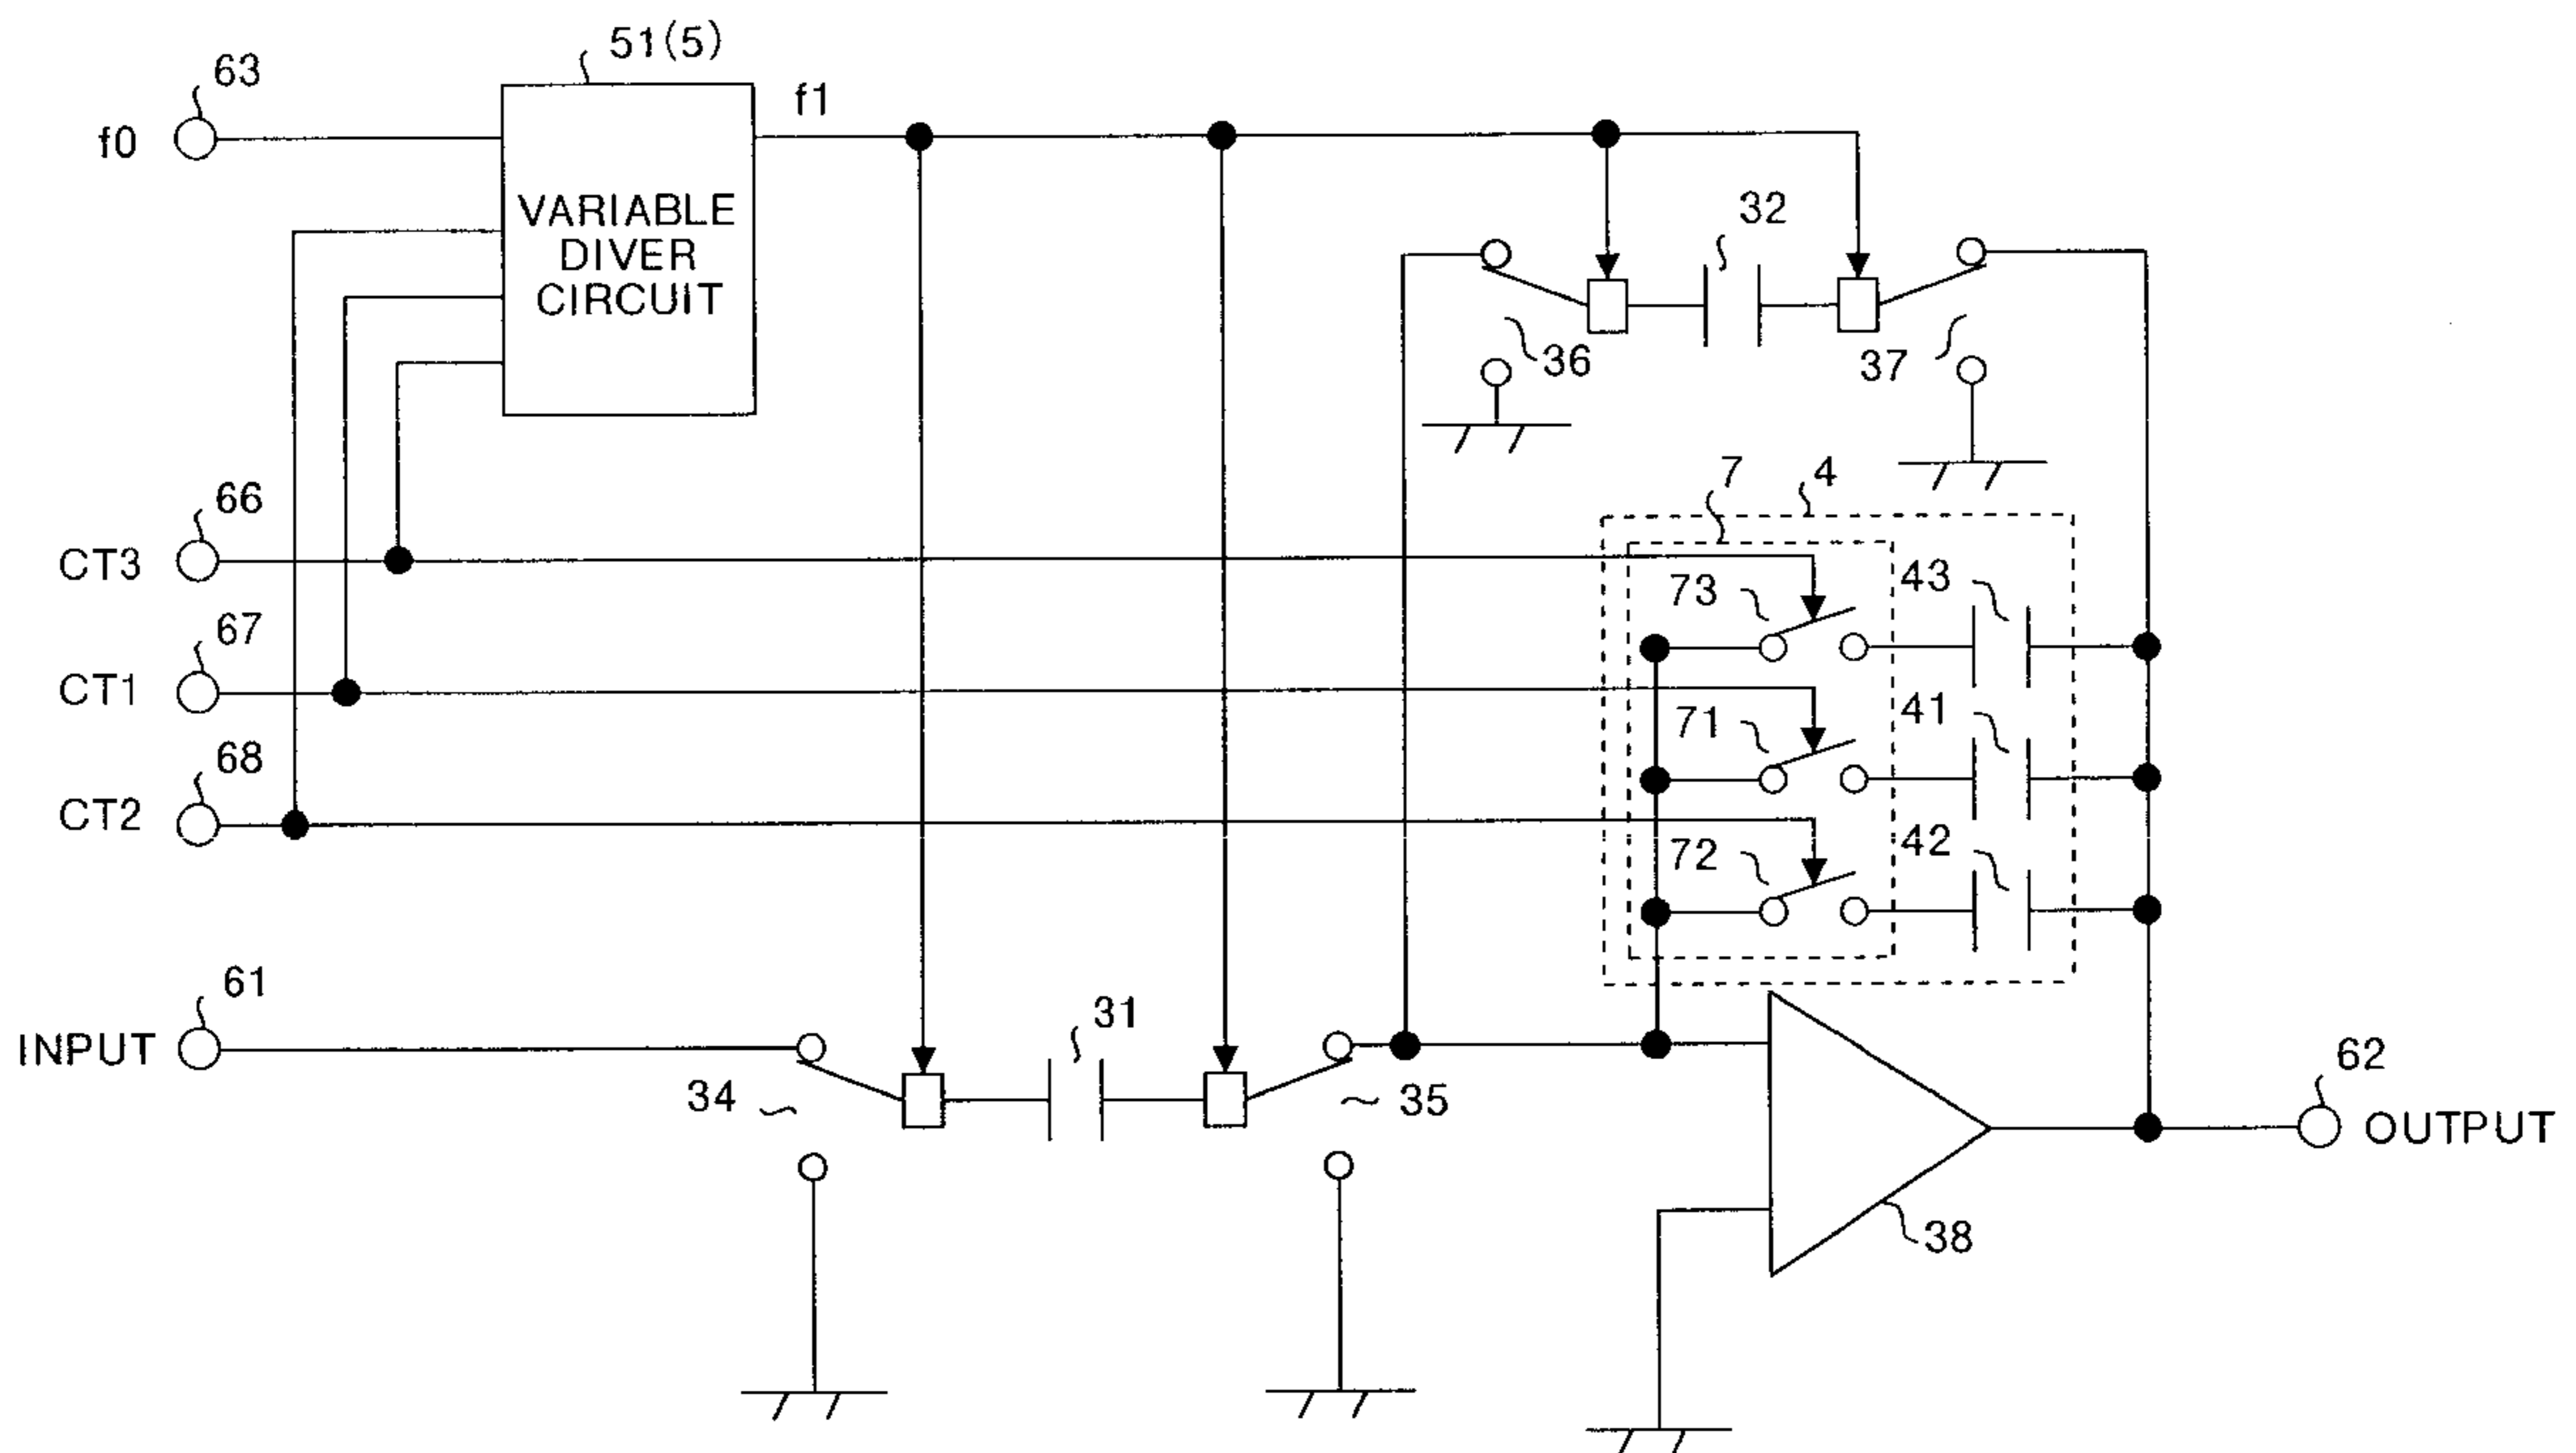 51(5)
63
f1
f0
VARIABLE
DIVER
CIRCUIT
32
36
37
7
4
66
CT3
73
43
67
CT1
71
41
68
CT2
72
42
61
INPUT
31
34
35
62
OUTPUT
38